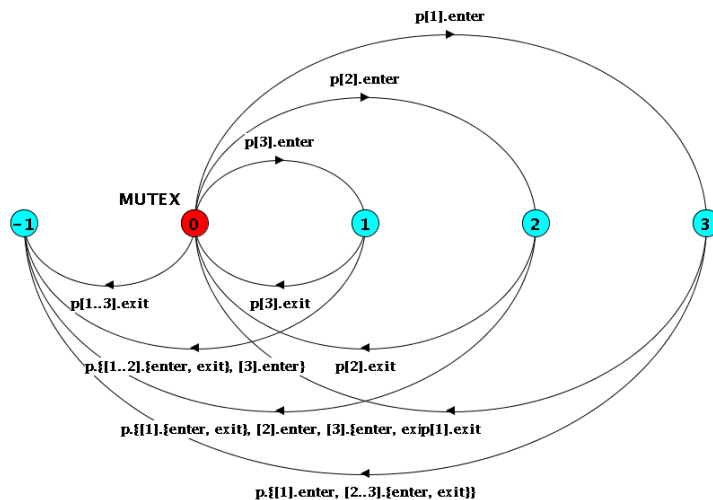 p[1].enter
p[2].enter
p[3].enter
MUTEX
-1 0 1 2 3
p[1..3].exit p[3].exit
p.{[1..2].{enter, exit}, [3].enter} p[2].exit
p.{[1].{enter, exit}, [2].enter, [3].{enter, exip[1].exit
p.{[1].enter, [2..3].{enter, exit}}